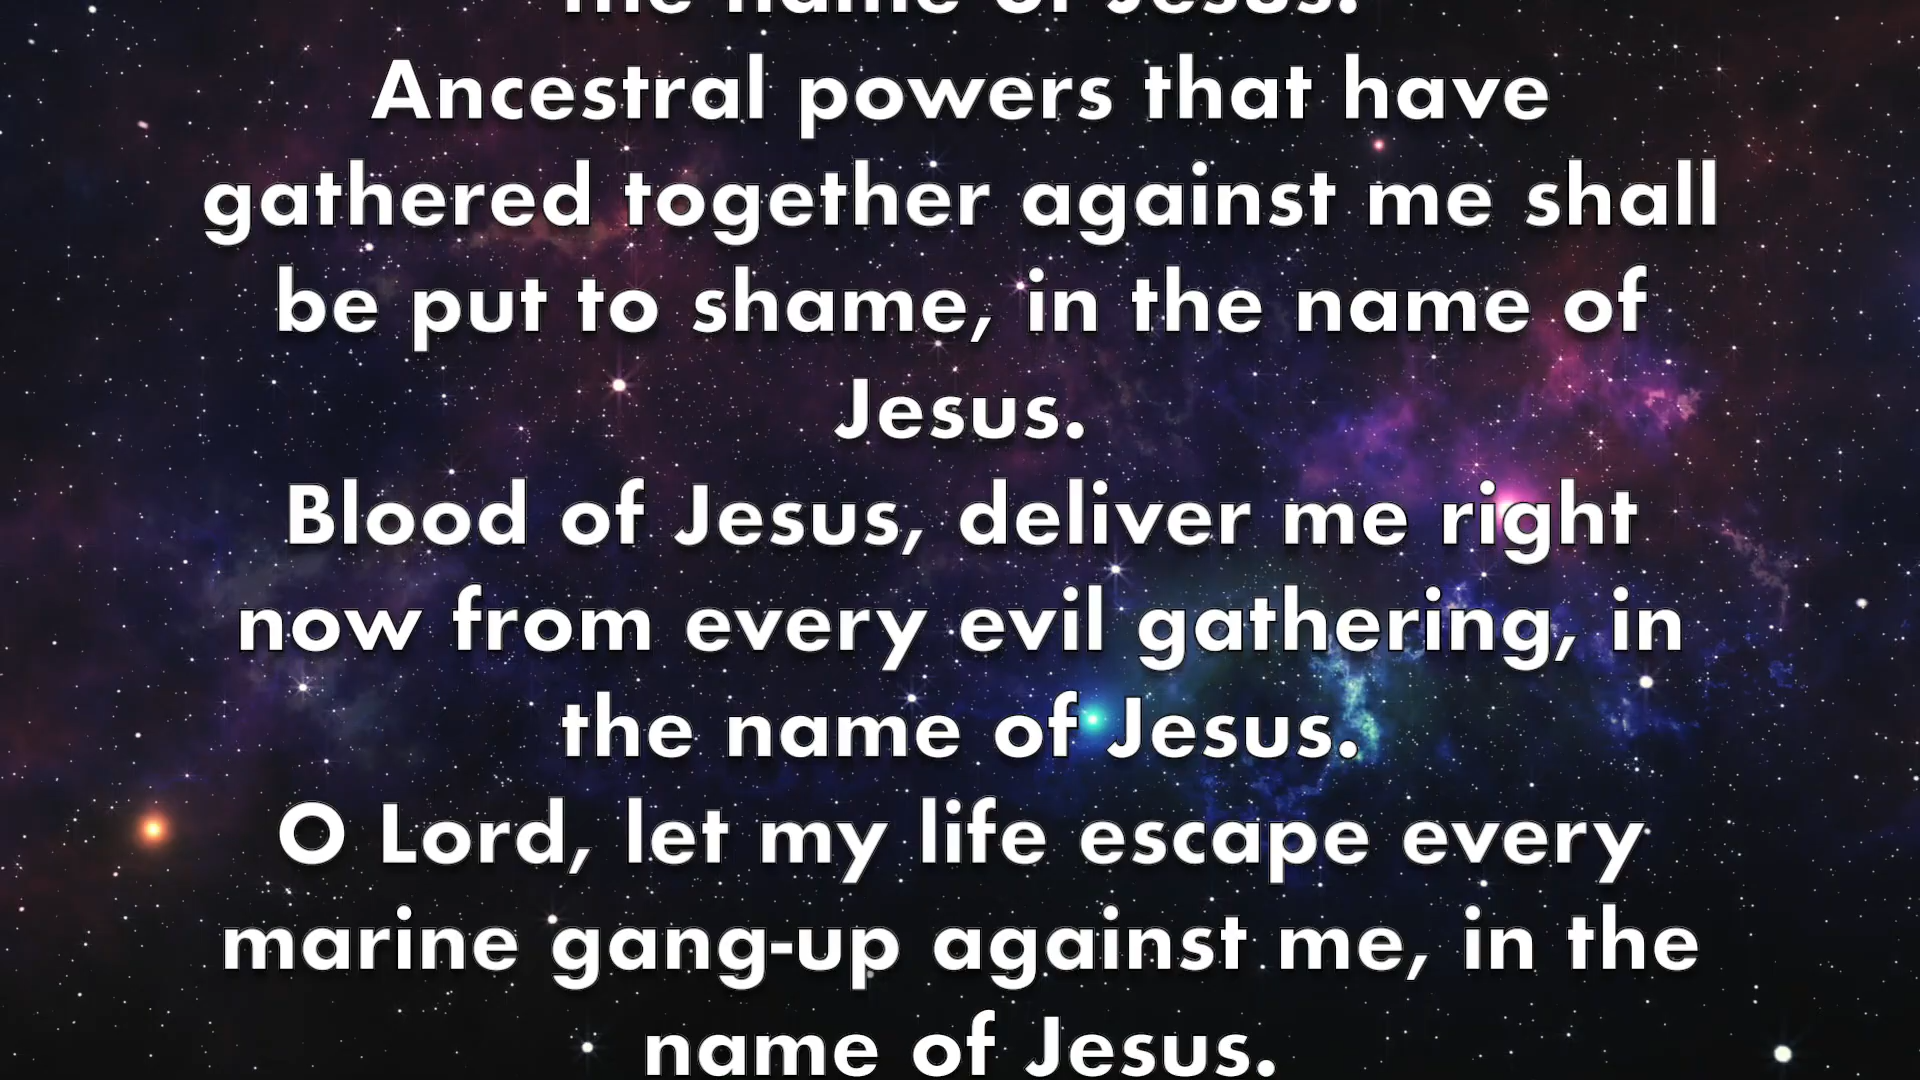 the name of Jesus.
Ancestral powers that have
gathered together against me shall
be put to shame, in the name of
Jesus.
Blood of Jesus, deliver me right
now from every evil gathering, in
the name of Jesus.
O Lord, let my life escape every
marine gang-up against me, in the
name of Jesus.